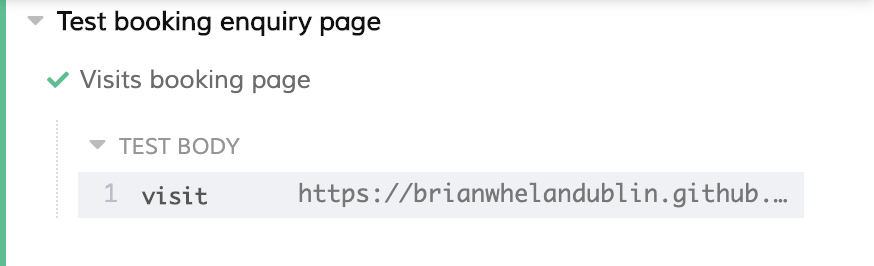 Test booking enquiry page
Visits booking page
TEST BODY
1 visit https://brianwhelandublin.github.…